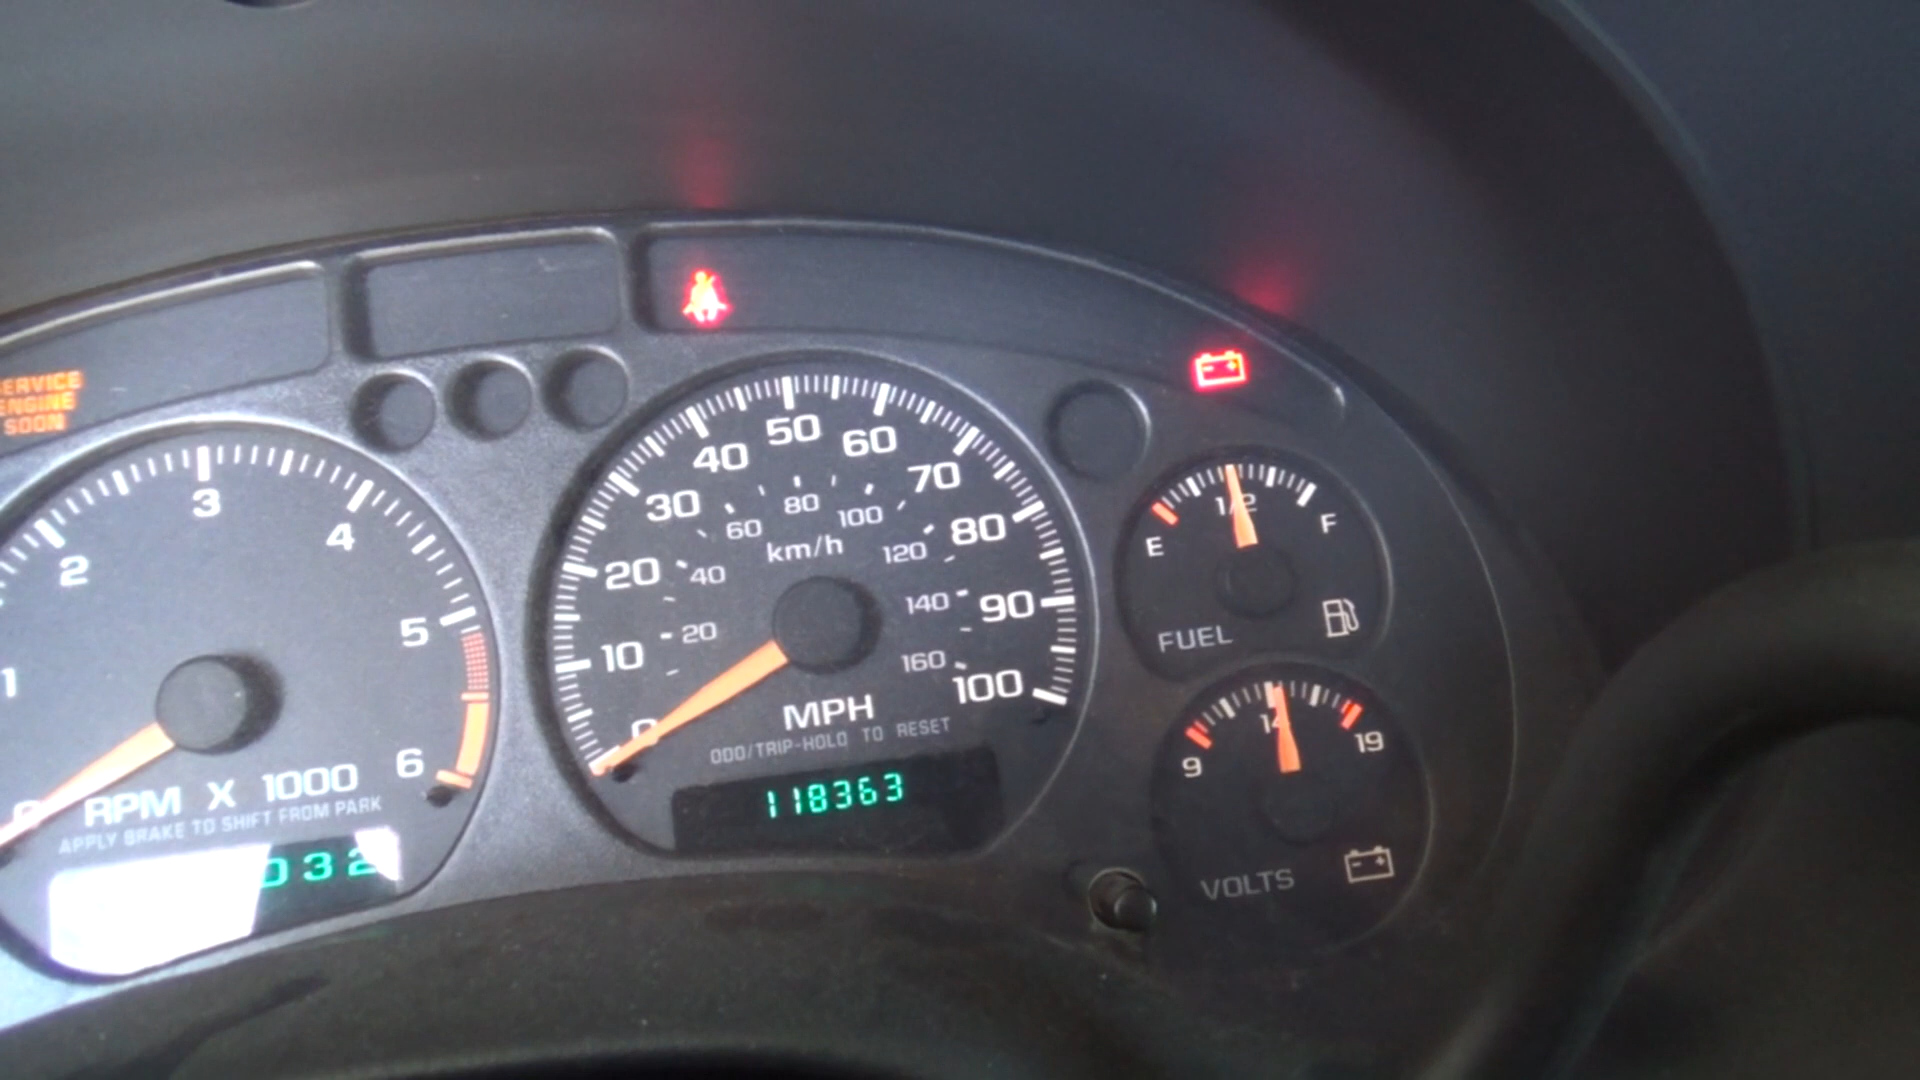 SERVICE
ENGINE
SOON
1
2
3
4
5
6
RPM X 1000
APPLY BRAKE TO SHIFT FROM PARK
032
0
10
20
30
40
50
60
70
80
90
100
20
40
60
80
100
120
140
160
km/h
MPH
ODO/TRIP-HOLD TO RESET
118363
E
1/2
F
FUEL
9
14
19
VOLTS